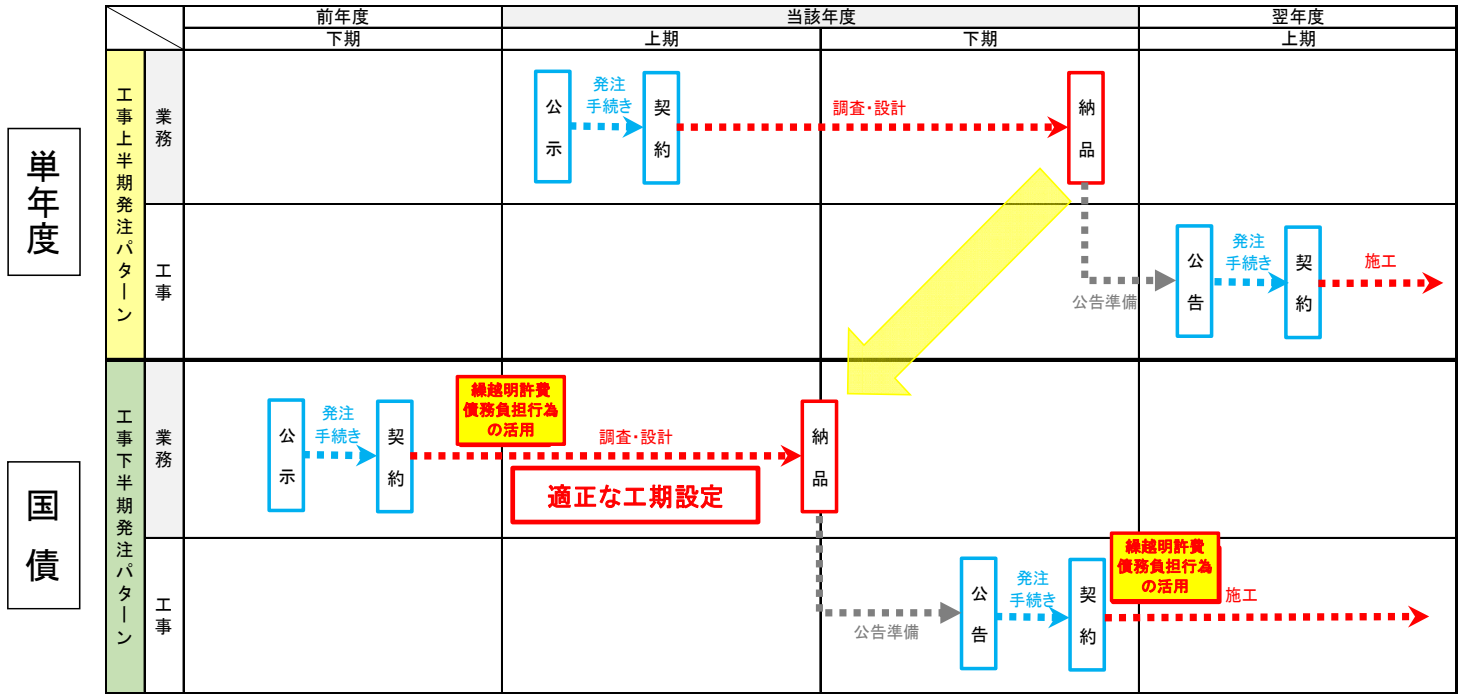 前年度
当該年度
翌年度
下期
上期
下期
上期
単年度
工事上半期発注パターン
業務
公示
発注
手続き
契約
調査・設計
納品
工事
公告準備
公告
発注
手続き
契約
施工
国債
工事下半期発注パターン
業務
公示
発注
手続き
契約
繰越明許費
債務負担行為
の活用
調査・設計
適正な工期設定
納品
工事
公告準備
公告
発注
手続き
契約
繰越明許費
債務負担行為
の活用
施工